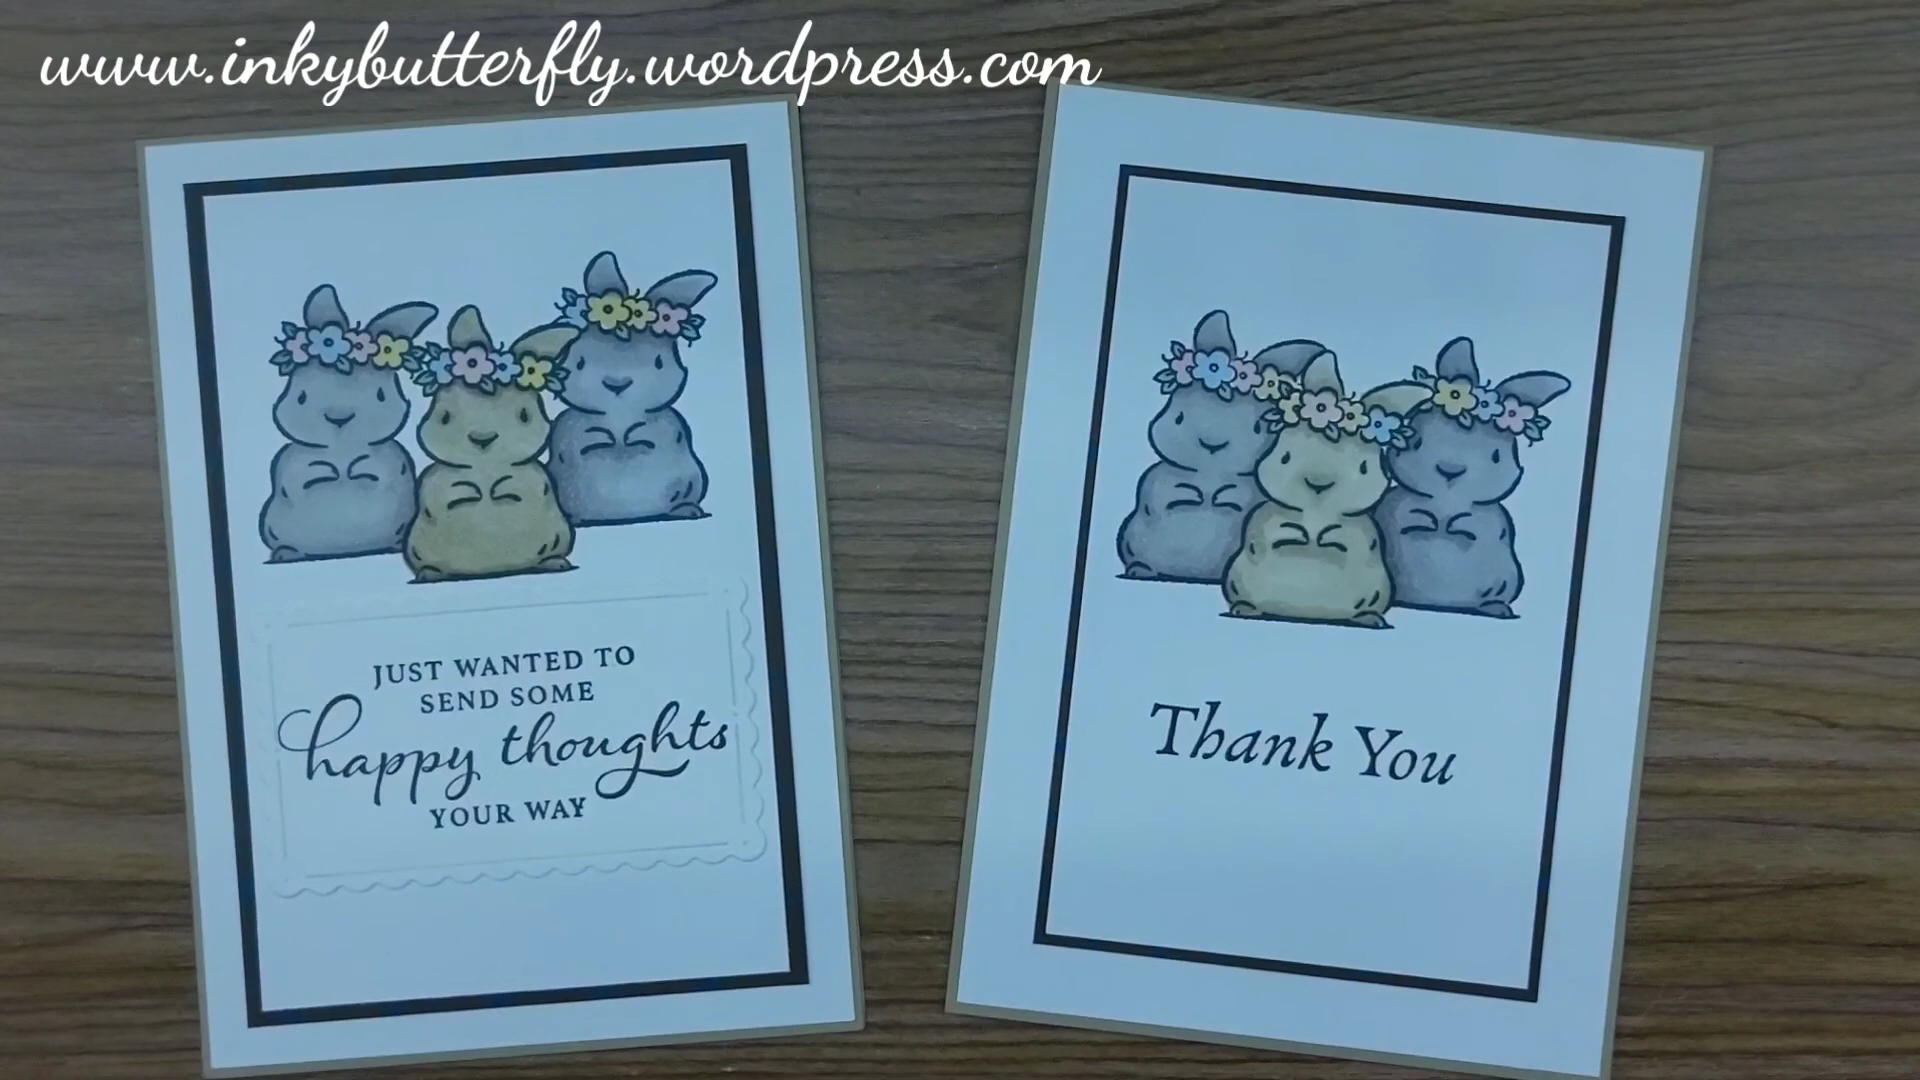 www.inkybutterfly.wordpress.com
JUST WANTED TO
SEND SOME
happy thoughts
YOUR WAY
Thank You